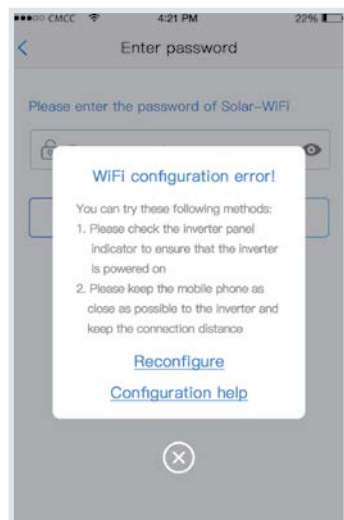 CMCC 4:21 PM 22%
Enter password
Please enter the password of Solar-WiFi
WiFi configuration error!
You can try these following methods:
1. Please check the inverter panel
indicator to ensure that the inverter
is powered on
2. Please keep the mobile phone as
close as possible to the inverter and
keep the connection distance
Reconfigure
Configuration help